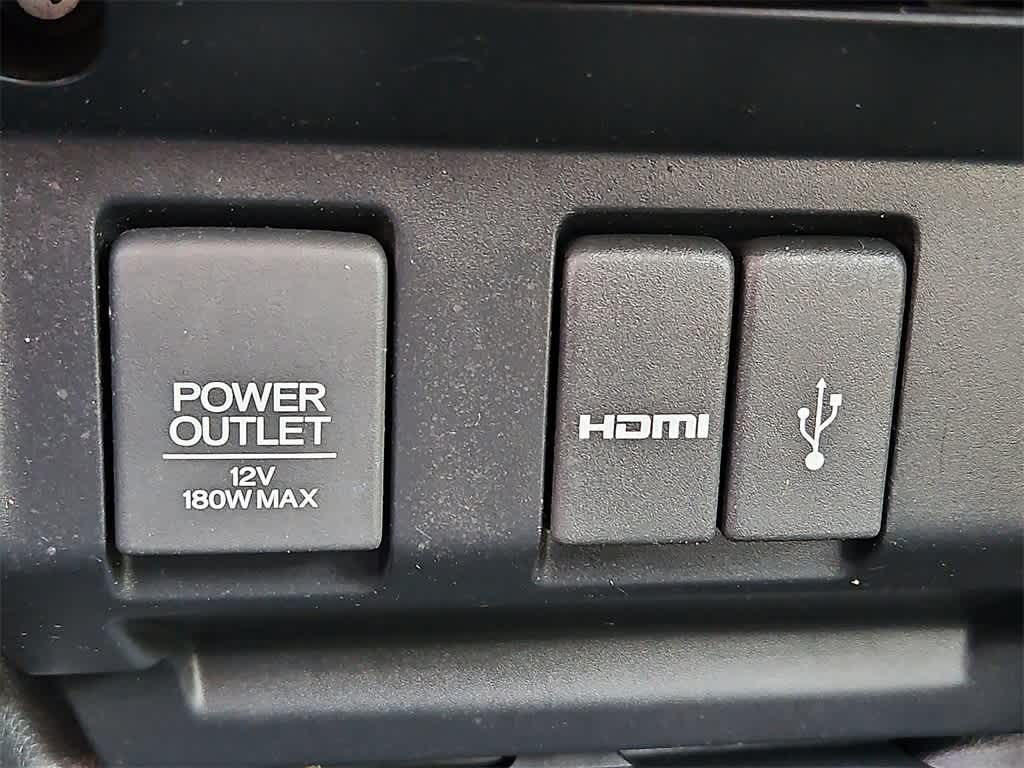 POWER
OUTLET
12V
180W MAX
HDMI